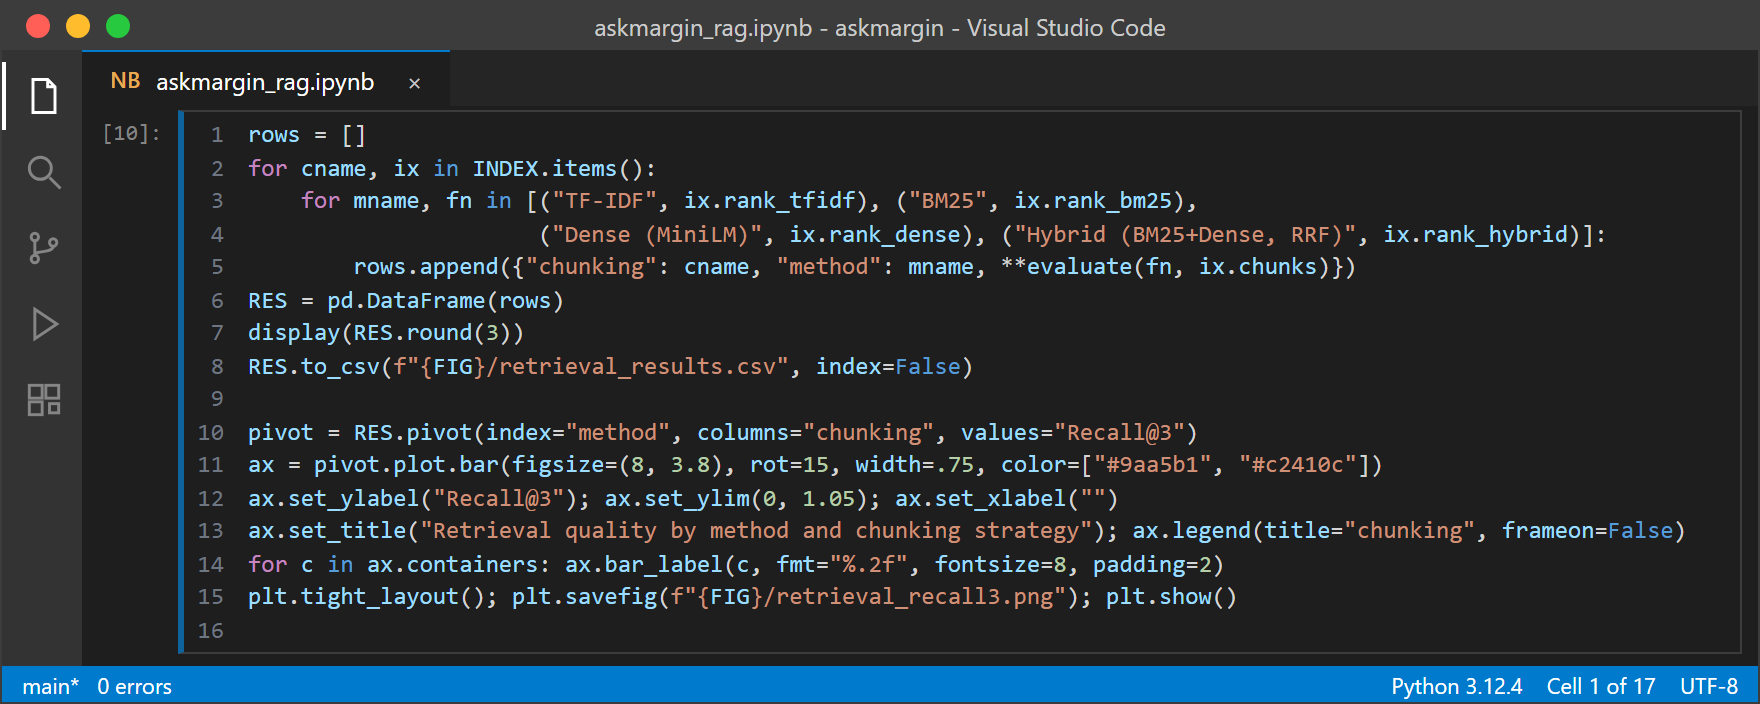 askmargin_rag.ipynb - askmargin - Visual Studio Code
NB askmargin_rag.ipynb ×
[10]:
1 rows = []
2 for cname, ix in INDEX.items():
3     for mname, fn in [("TF-IDF", ix.rank_tfidf), ("BM25", ix.rank_bm25),
4                       ("Dense (MiniLM)", ix.rank_dense), ("Hybrid (BM25+Dense, RRF)", ix.rank_hybrid)]:
5         rows.append({"chunking": cname, "method": mname, **evaluate(fn, ix.chunks)})
6 RES = pd.DataFrame(rows)
7 display(RES.round(3))
8 RES.to_csv(f"{FIG}/retrieval_results.csv", index=False)
9
10 pivot = RES.pivot(index="method", columns="chunking", values="Recall@3")
11 ax = pivot.plot.bar(figsize=(8, 3.8), rot=15, width=.75, color=["#9aa5b1", "#c2410c"])
12 ax.set_ylabel("Recall@3"); ax.set_ylim(0, 1.05); ax.set_xlabel("")
13 ax.set_title("Retrieval quality by method and chunking strategy"); ax.legend(title="chunking", frameon=False)
14 for c in ax.containers: ax.bar_label(c, fmt="%.2f", fontsize=8, padding=2)
15 plt.tight_layout(); plt.savefig(f"{FIG}/retrieval_recall3.png"); plt.show()
16
main* 0 errors Python 3.12.4 Cell 1 of 17 UTF-8